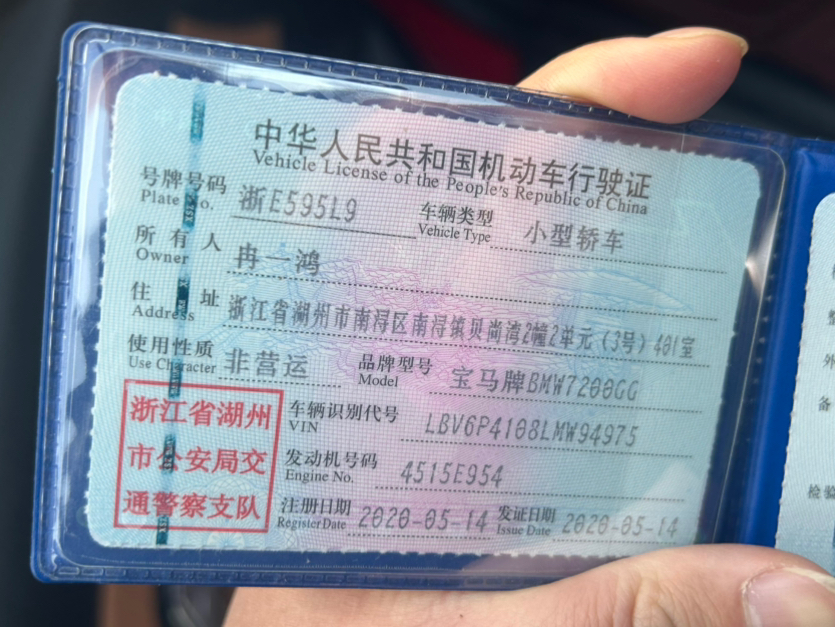 中华人民共和国机动车行驶证
Vehicle License of the People's Republic of China
号牌号码 浙E595L9 车辆类型 小型轿车
Plate No. Vehicle Type
所有人 冉一鸿
Owner
住址 浙江省湖州市南浔区南浔镇贝尚湾2幢2单元(3号)401室
Address
使用性质 非营运 品牌型号 宝马牌BMW7200GG
Use Character Model
浙江省湖州 车辆识别代号 LBV6P4108LMW94975
VIN
市公安局交 发动机号码 4515E954
Engine No.
通警察支队 注册日期 2020-05-14 发证日期 2020-05-14
Register Date Issue Date
外
备
检验